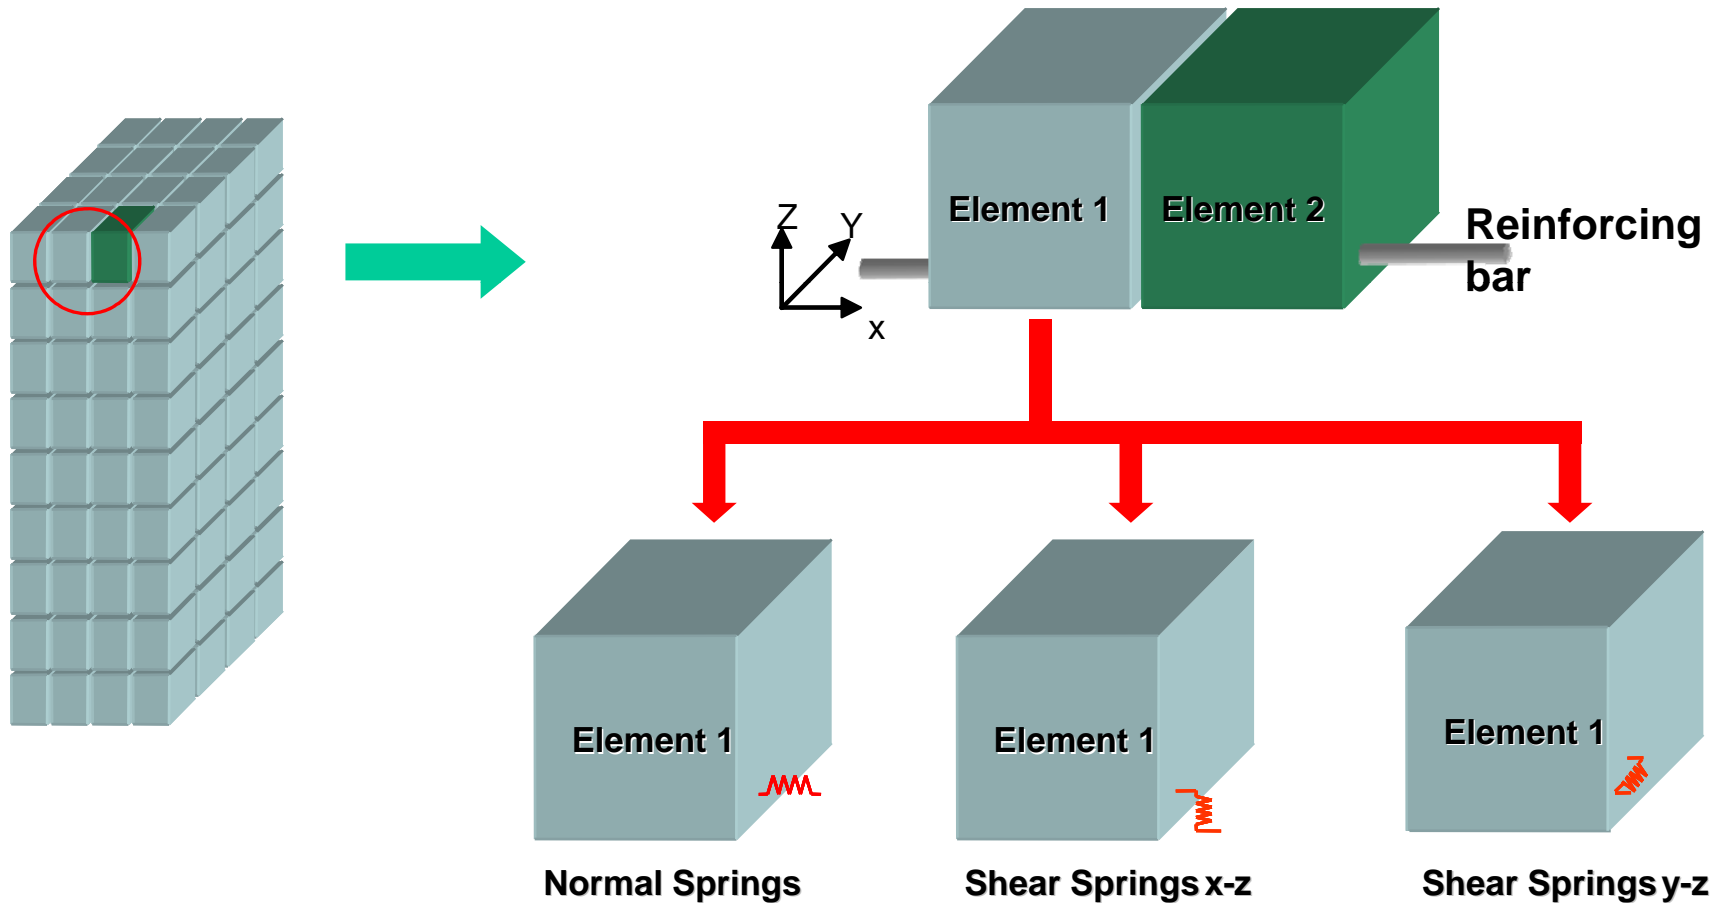 Element 1
Element 2
Z
Y
x
Reinforcing
bar
Element 1
Element 1
Element 1
Normal Springs
Shear Springs x-z
Shear Springs y-z